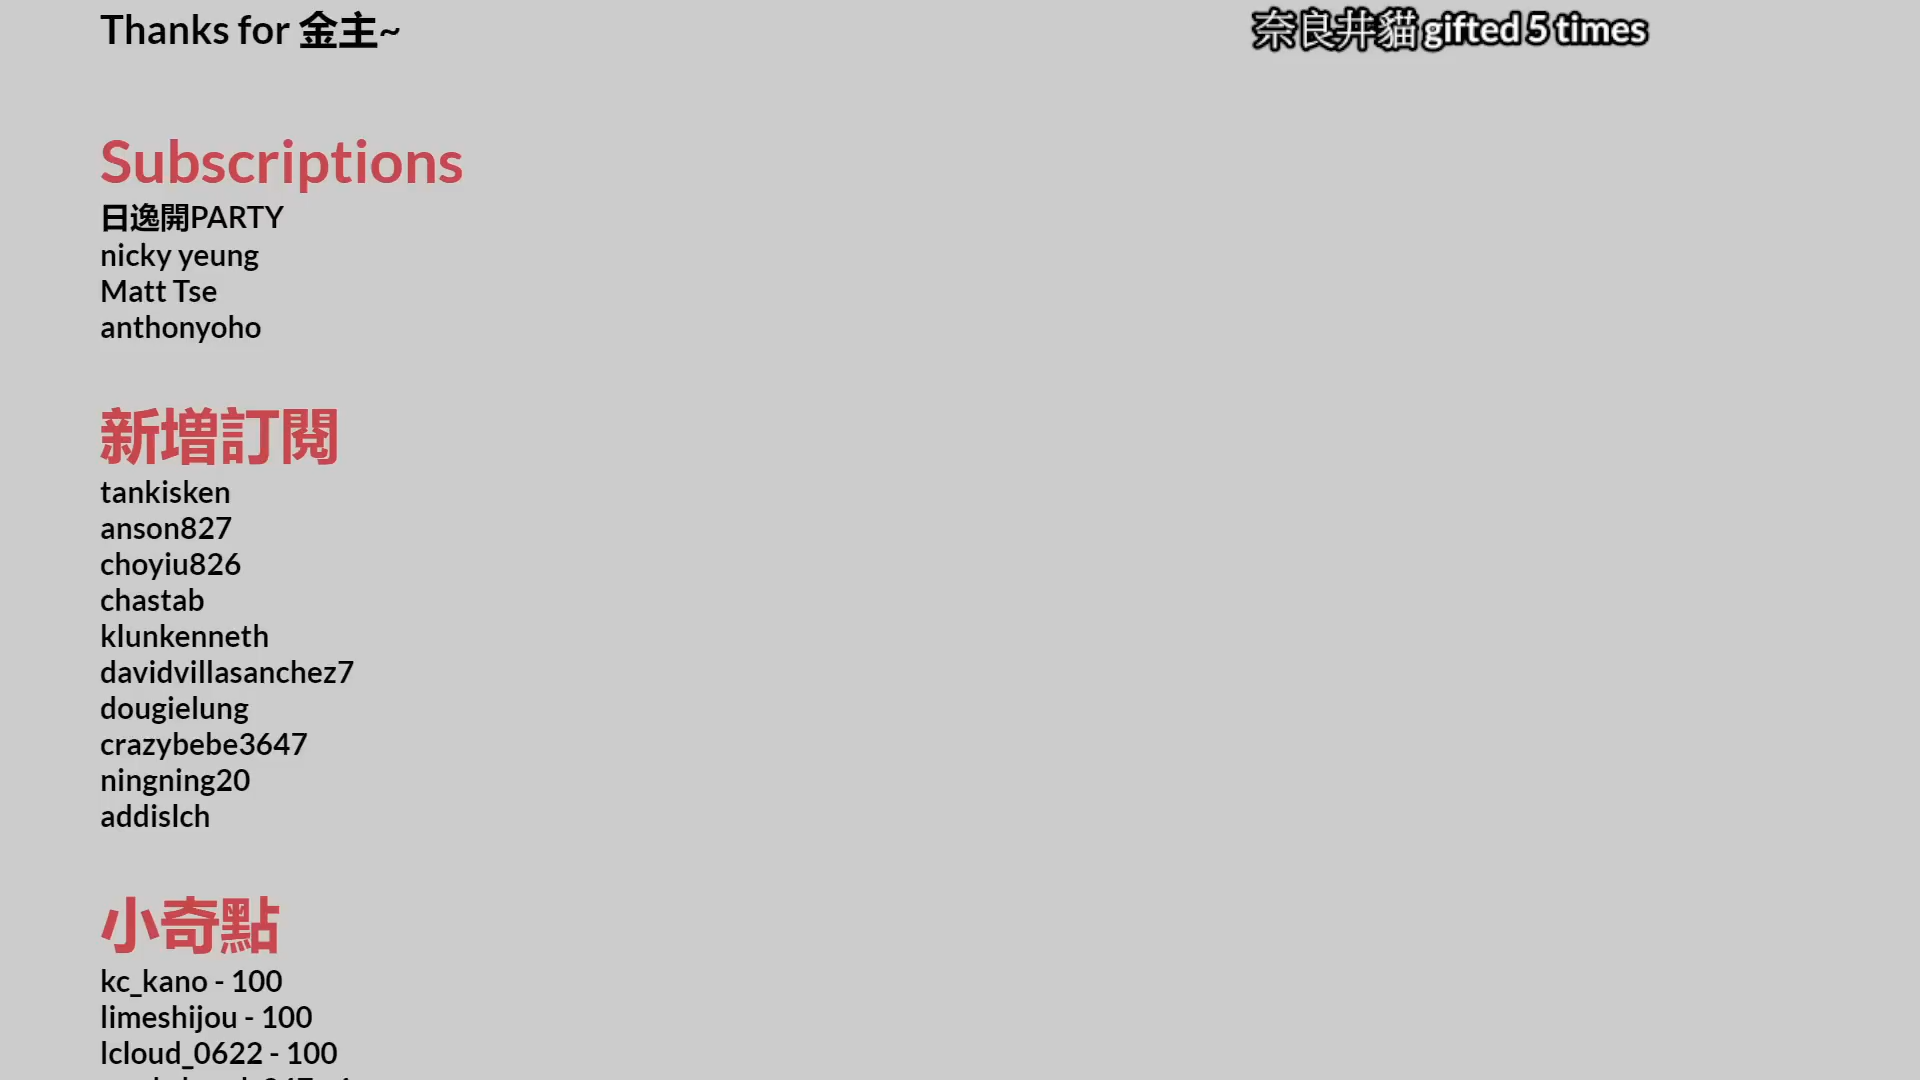 Thanks for 金主~
奈良井貓 gifted 5 times
Subscriptions
日逸開PARTY
nicky yeung
Matt Tse
anthonyoho
新增訂閱
tankisken
anson827
choyiu826
chastab
klunkenneth
davidvillasanchez7
dougielung
crazybebe3647
ningning20
addislch
小奇點
kc_kano - 100
limeshijou - 100
lcloud_0622 - 100